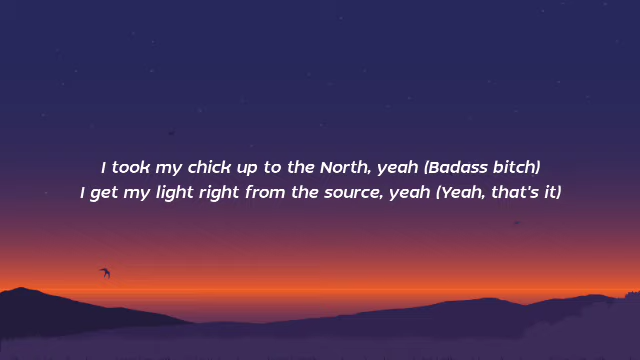 I took my chick up to the North, yeah (Badass bitch)
I get my light right from the source, yeah (Yeah, that's it)